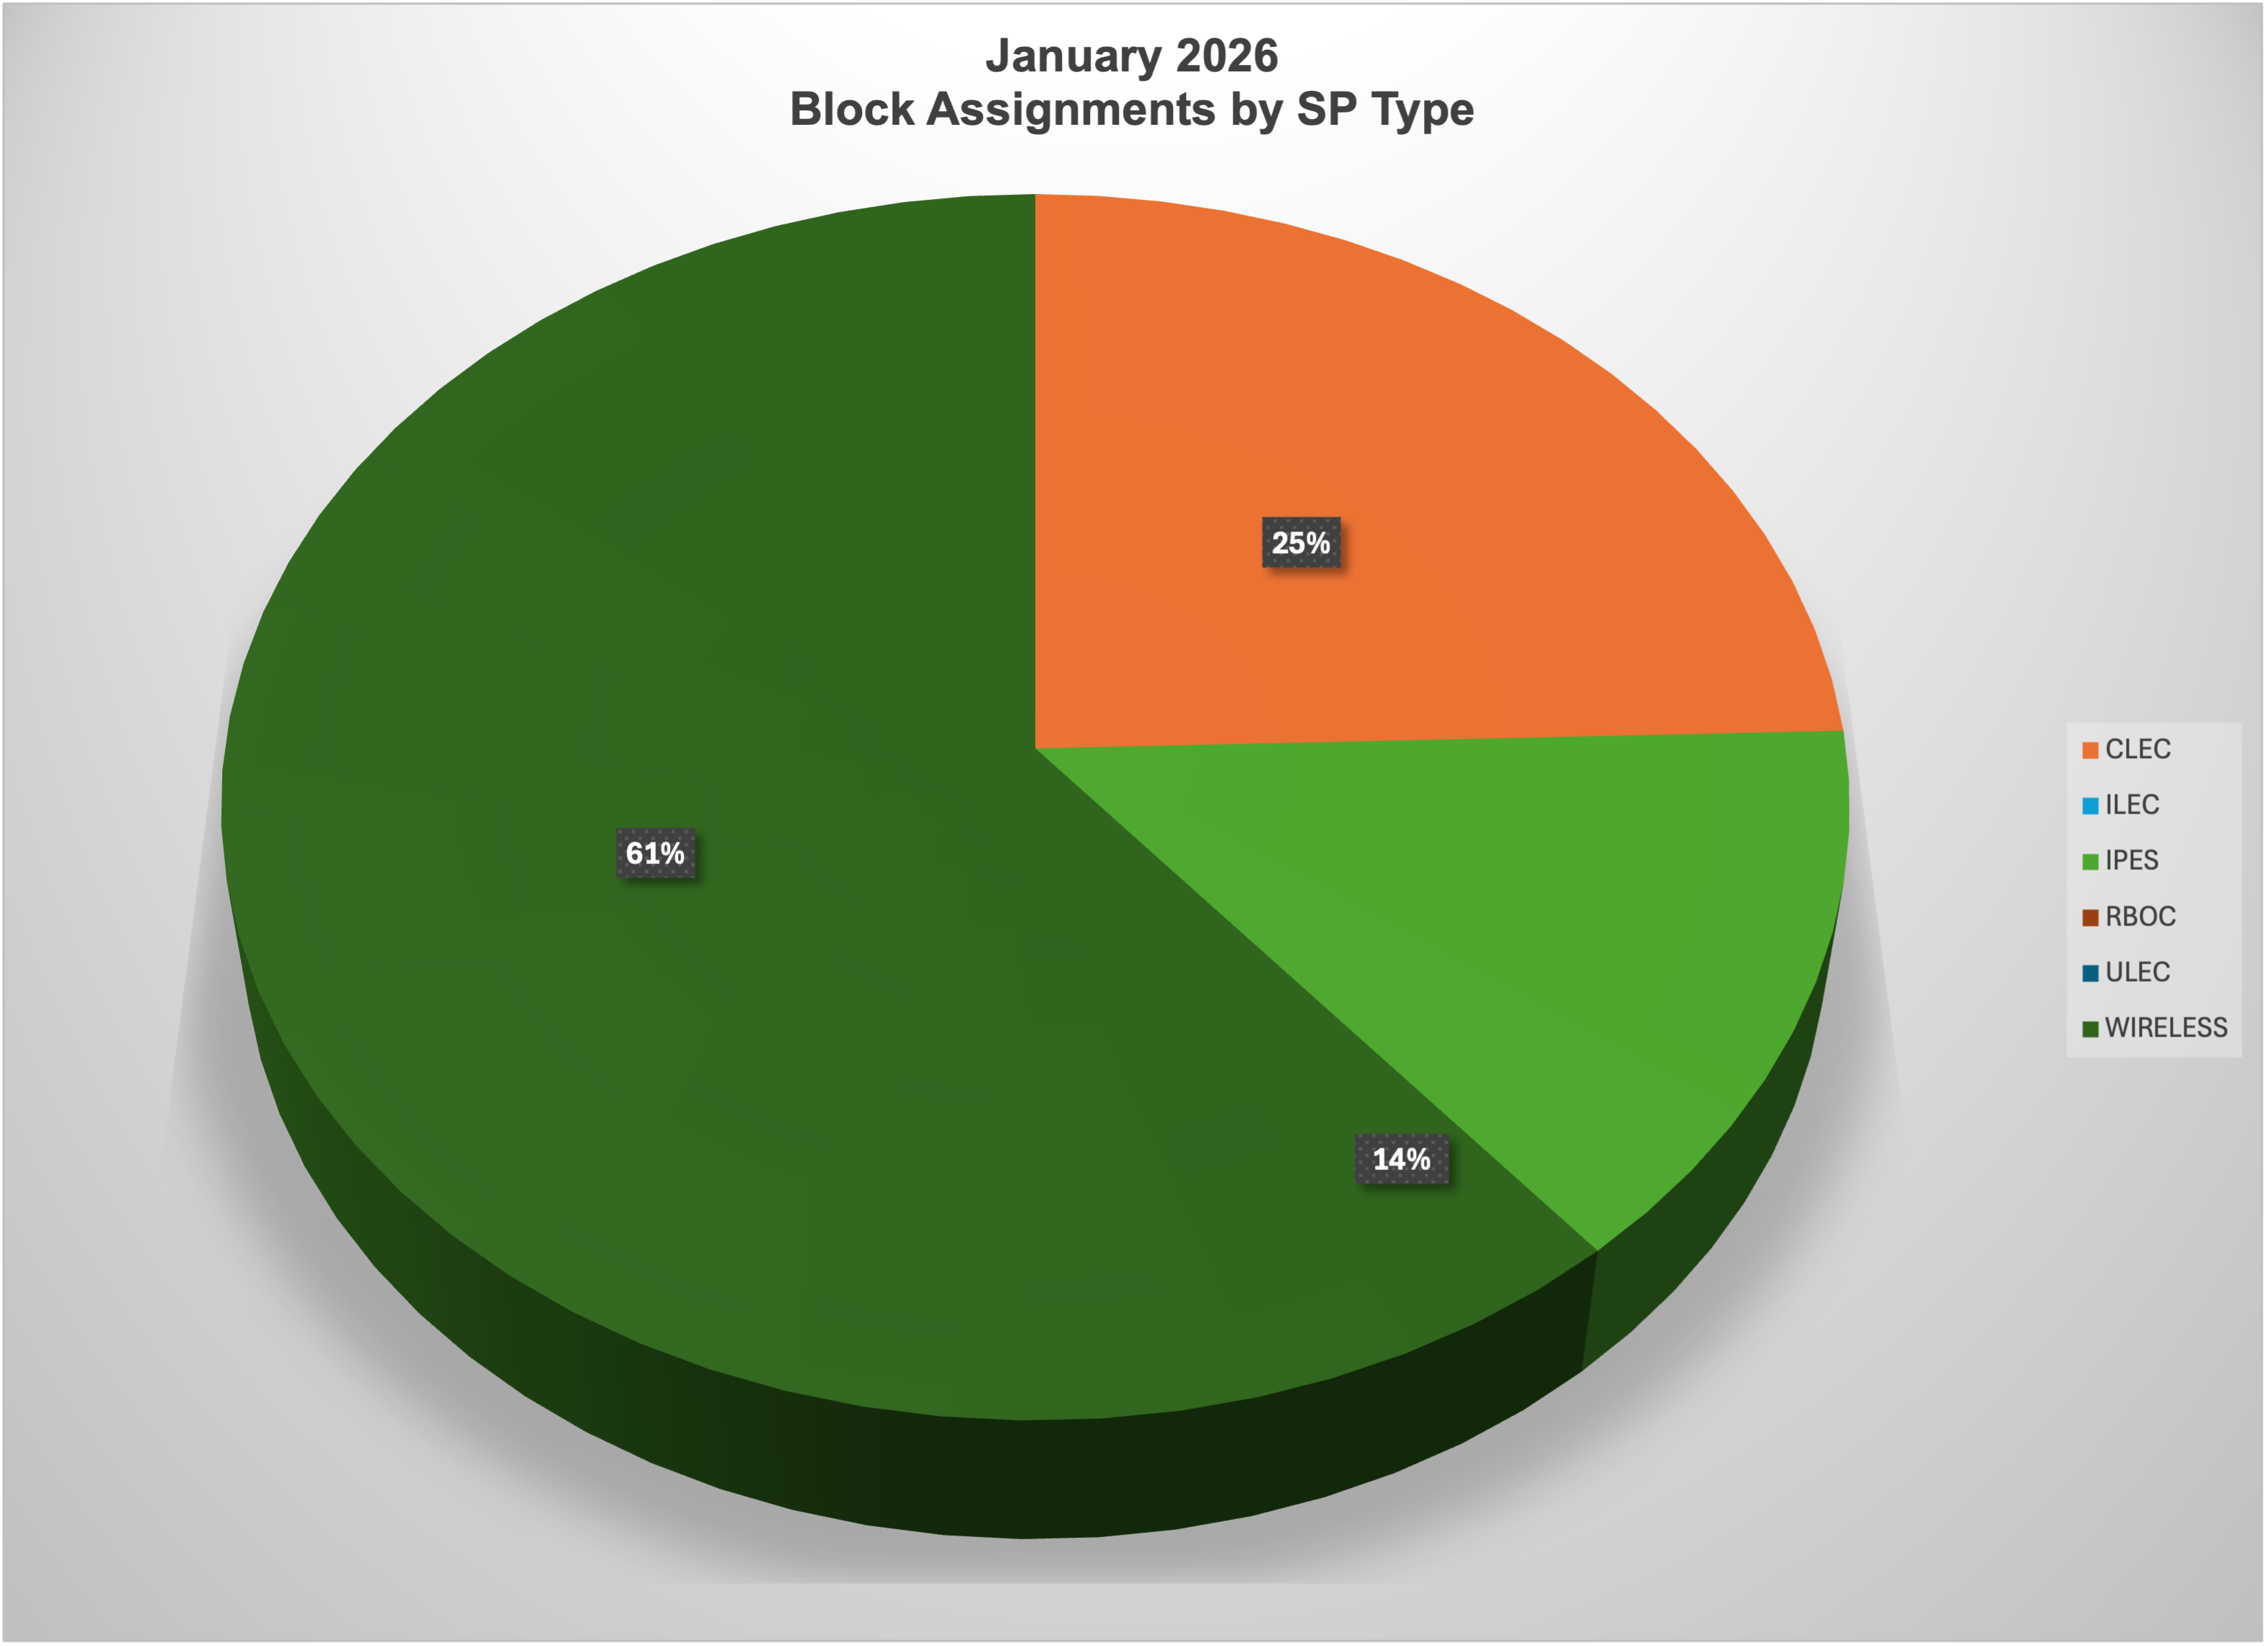 January 2026
Block Assignments by SP Type
25%
61%
14%
CLEC
ILEC
IPES
RBOC
ULEC
WIRELESS